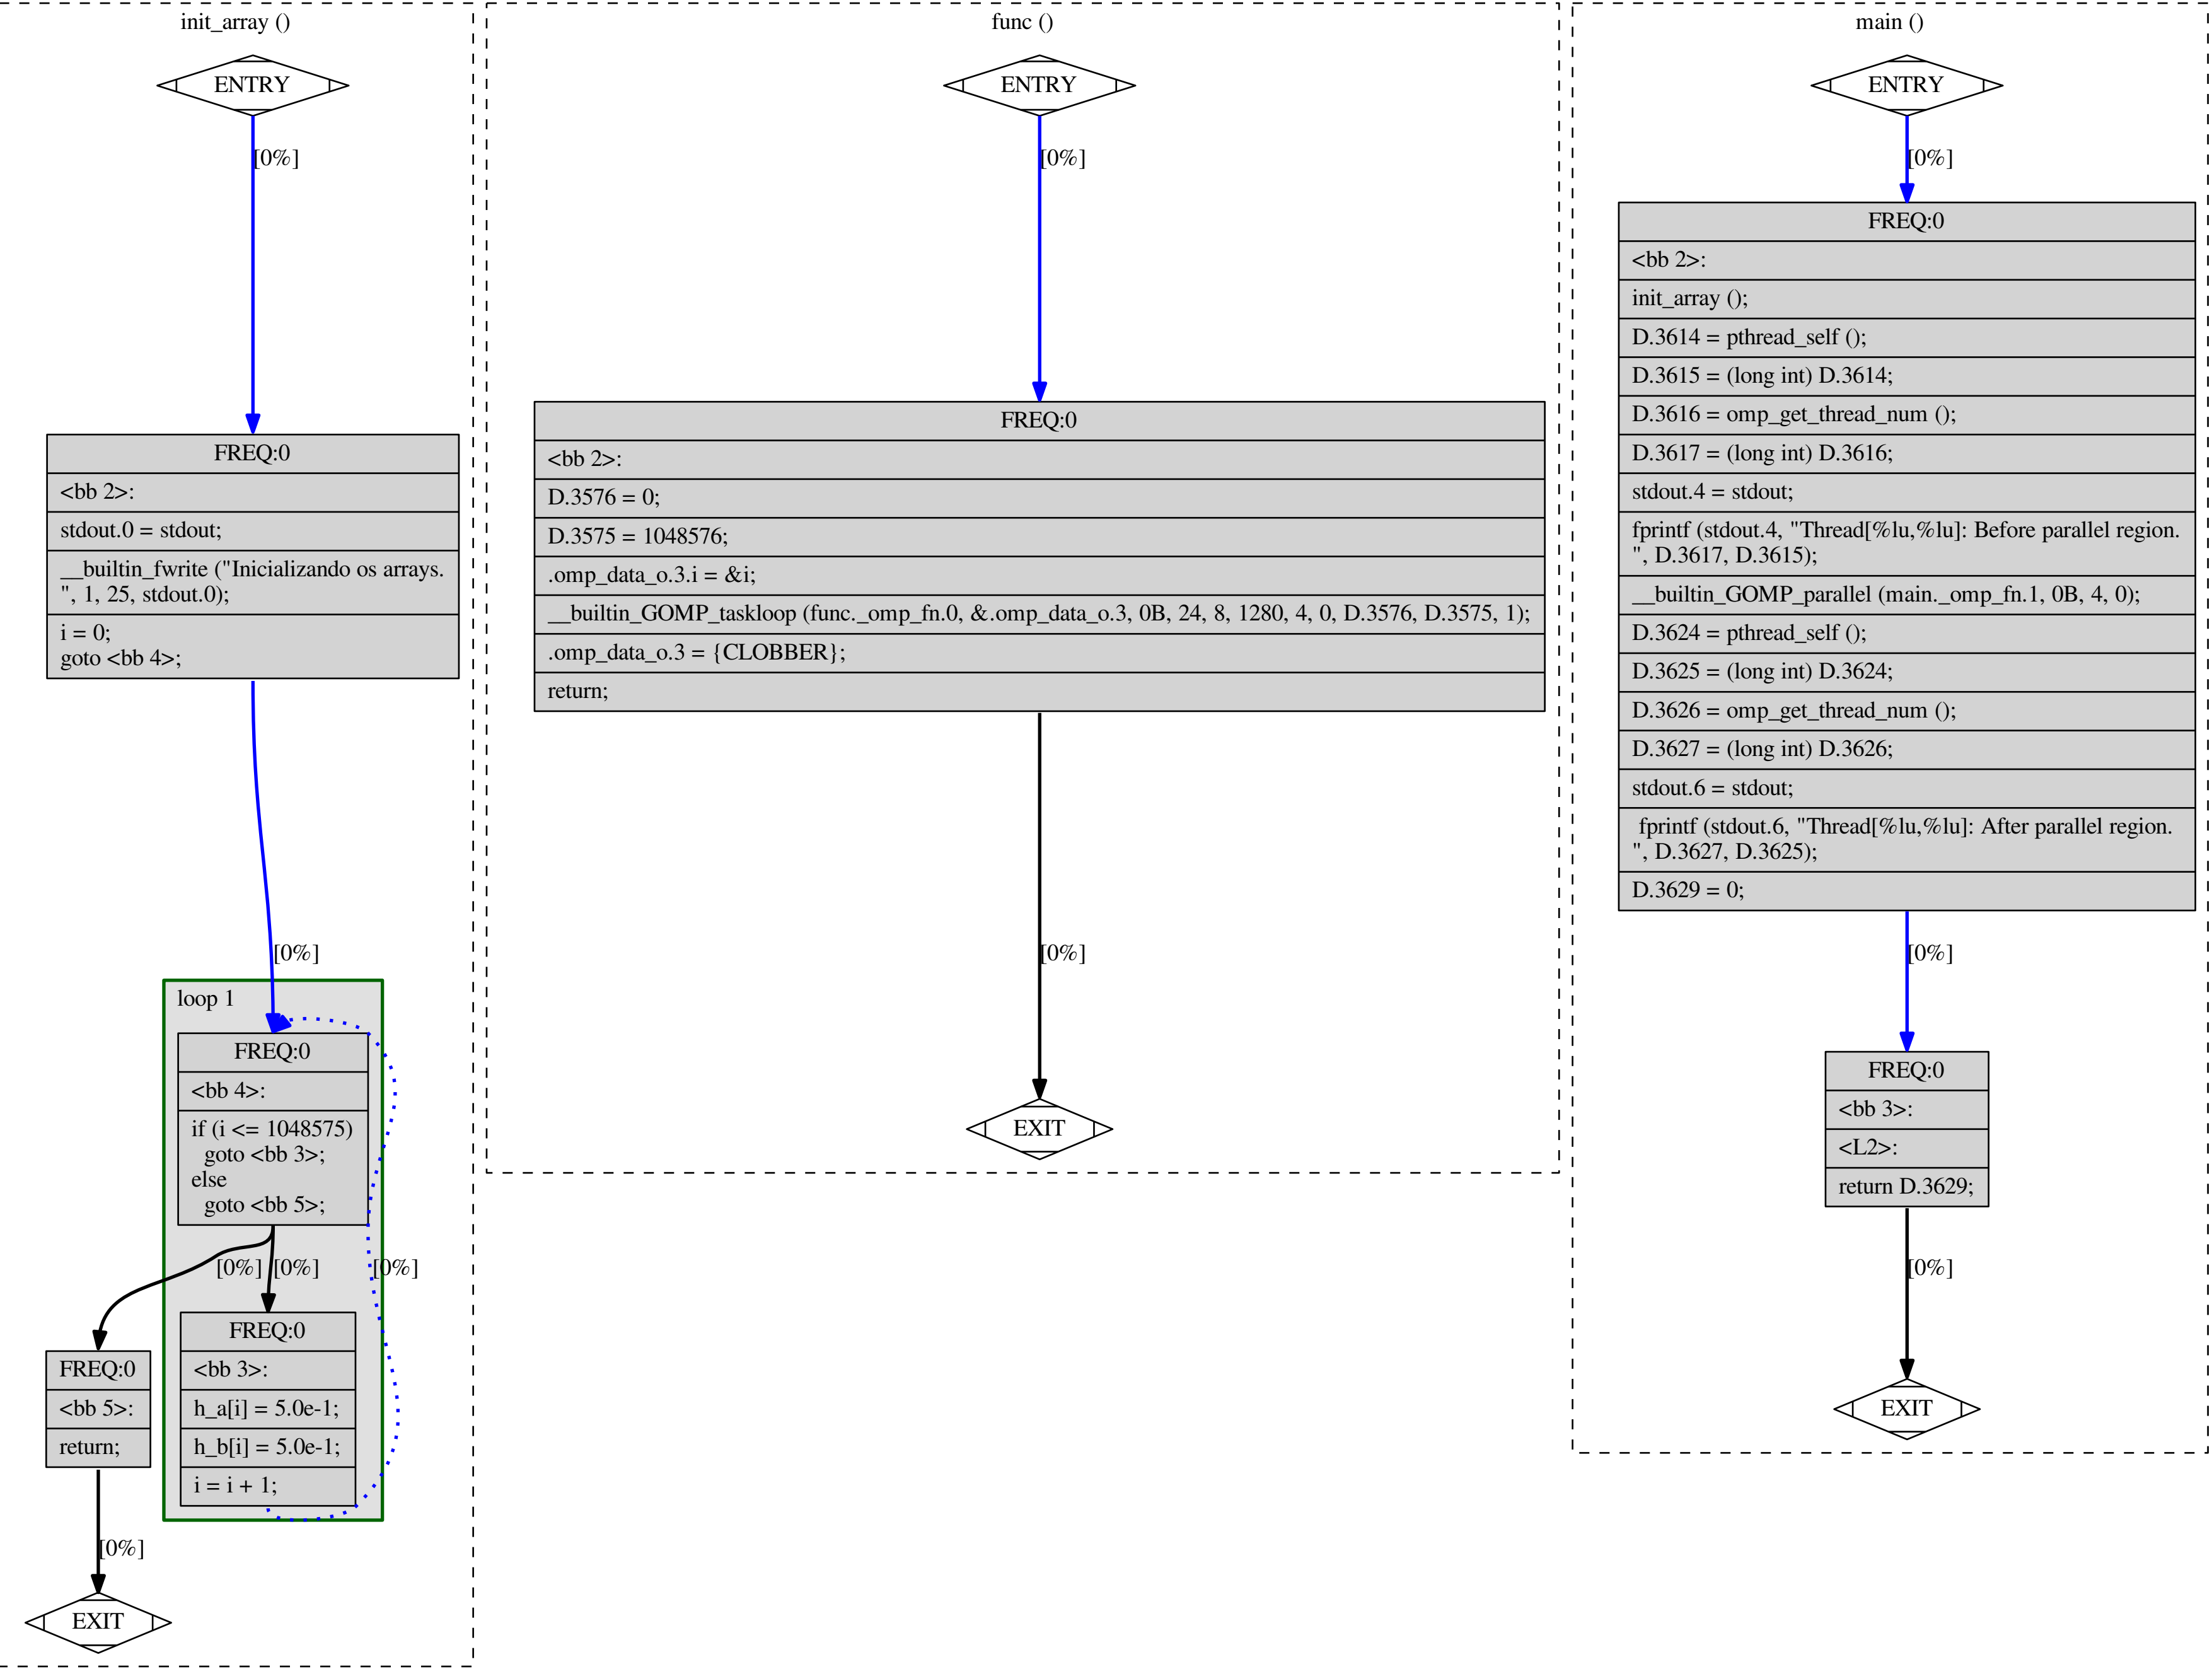 init_array ()
ENTRY
[0%]
FREQ:0
<bb 2>:
stdout.0 = stdout;
__builtin_fwrite ("Inicializando os arrays.
", 1, 25, stdout.0);
i = 0;
goto <bb 4>;
[0%]
loop 1
FREQ:0
<bb 4>:
if (i <= 1048575)
goto <bb 3>;
else
goto <bb 5>;
[0%]
[0%]
[0%]
FREQ:0
<bb 3>:
h_a[i] = 5.0e-1;
h_b[i] = 5.0e-1;
i = i + 1;
FREQ:0
<bb 5>:
return;
[0%]
EXIT
func ()
ENTRY
[0%]
FREQ:0
<bb 2>:
D.3576 = 0;
D.3575 = 1048576;
.omp_data_o.3.i = &i;
__builtin_GOMP_taskloop (func._omp_fn.0, &.omp_data_o.3, 0B, 24, 8, 1280, 4, 0, D.3576, D.3575, 1);
.omp_data_o.3 = {CLOBBER};
return;
[0%]
EXIT
main ()
ENTRY
[0%]
FREQ:0
<bb 2>:
init_array ();
D.3614 = pthread_self ();
D.3615 = (long int) D.3614;
D.3616 = omp_get_thread_num ();
D.3617 = (long int) D.3616;
stdout.4 = stdout;
fprintf (stdout.4, "Thread[%lu,%lu]: Before parallel region.
", D.3617, D.3615);
__builtin_GOMP_parallel (main._omp_fn.1, 0B, 4, 0);
D.3624 = pthread_self ();
D.3625 = (long int) D.3624;
D.3626 = omp_get_thread_num ();
D.3627 = (long int) D.3626;
stdout.6 = stdout;
fprintf (stdout.6, "Thread[%lu,%lu]: After parallel region.
", D.3627, D.3625);
D.3629 = 0;
[0%]
FREQ:0
<bb 3>:
<L2>:
return D.3629;
[0%]
EXIT